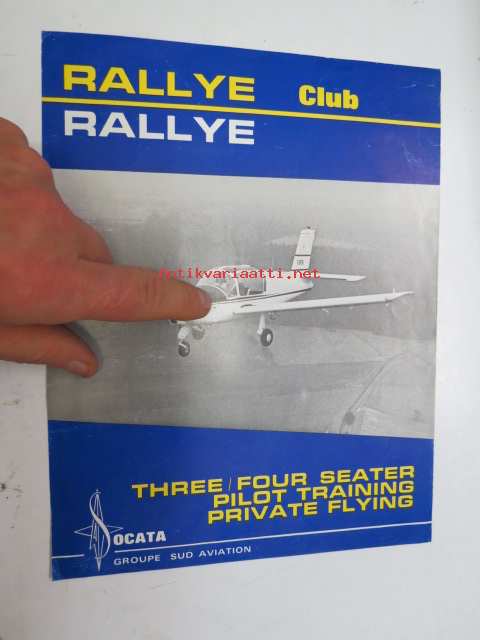 RALLYE Club
RALLYE
antikvariaatti.net
THREE/FOUR SEATER
PILOT TRAINING
PRIVATE FLYING
SOCATA
GROUPE SUD AVIATION